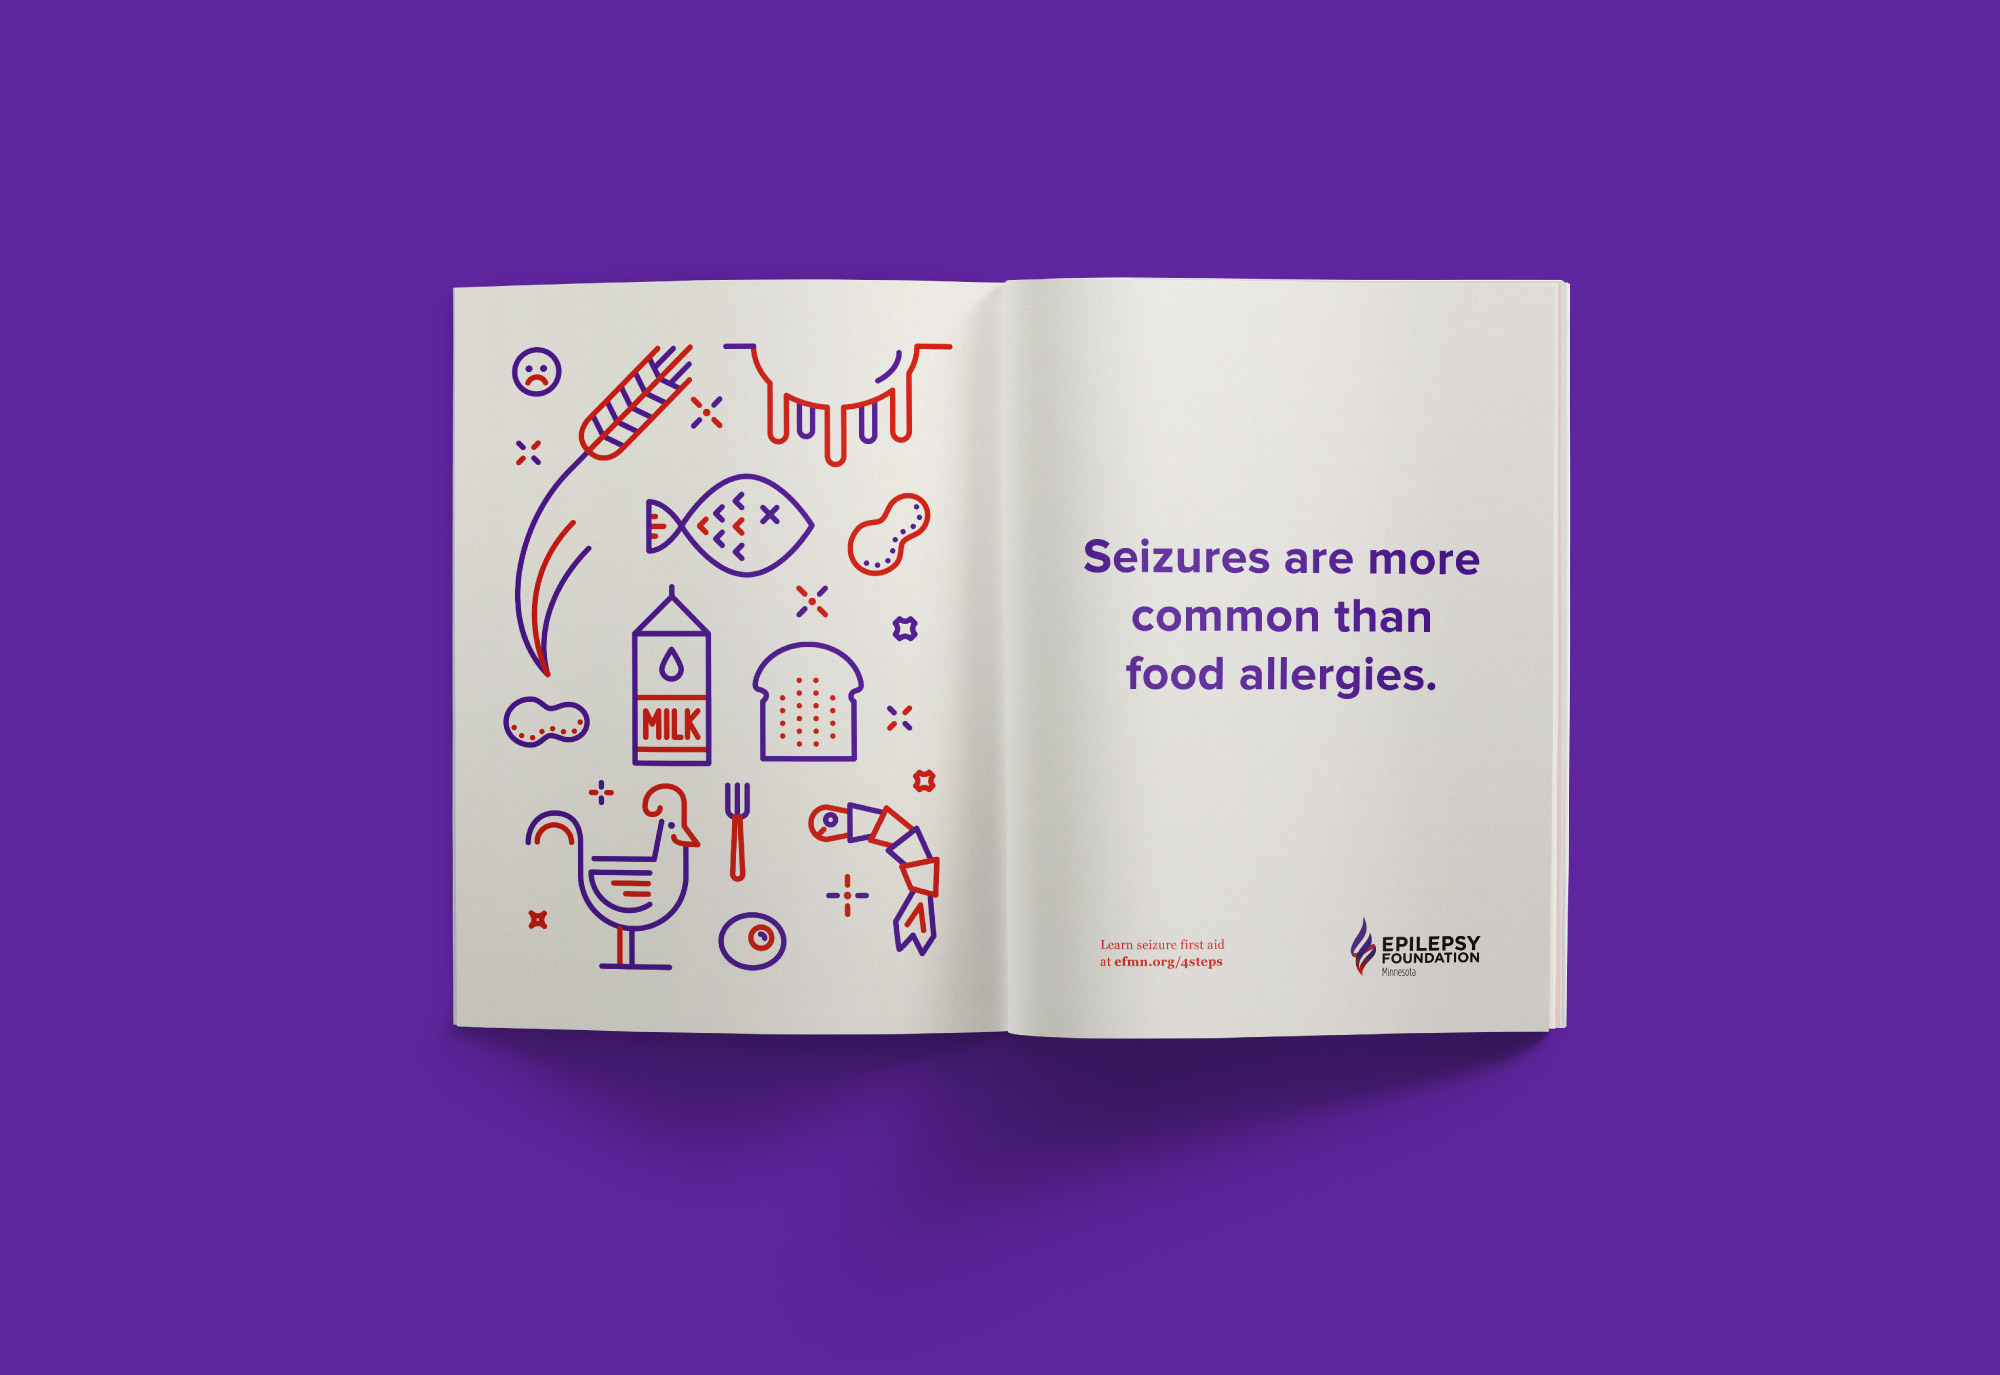 MILK
Seizures are more
common than
food allergies.
Learn seizure first aid
at efmn.org/4steps
EPILEPSY
FOUNDATION
Minnesota